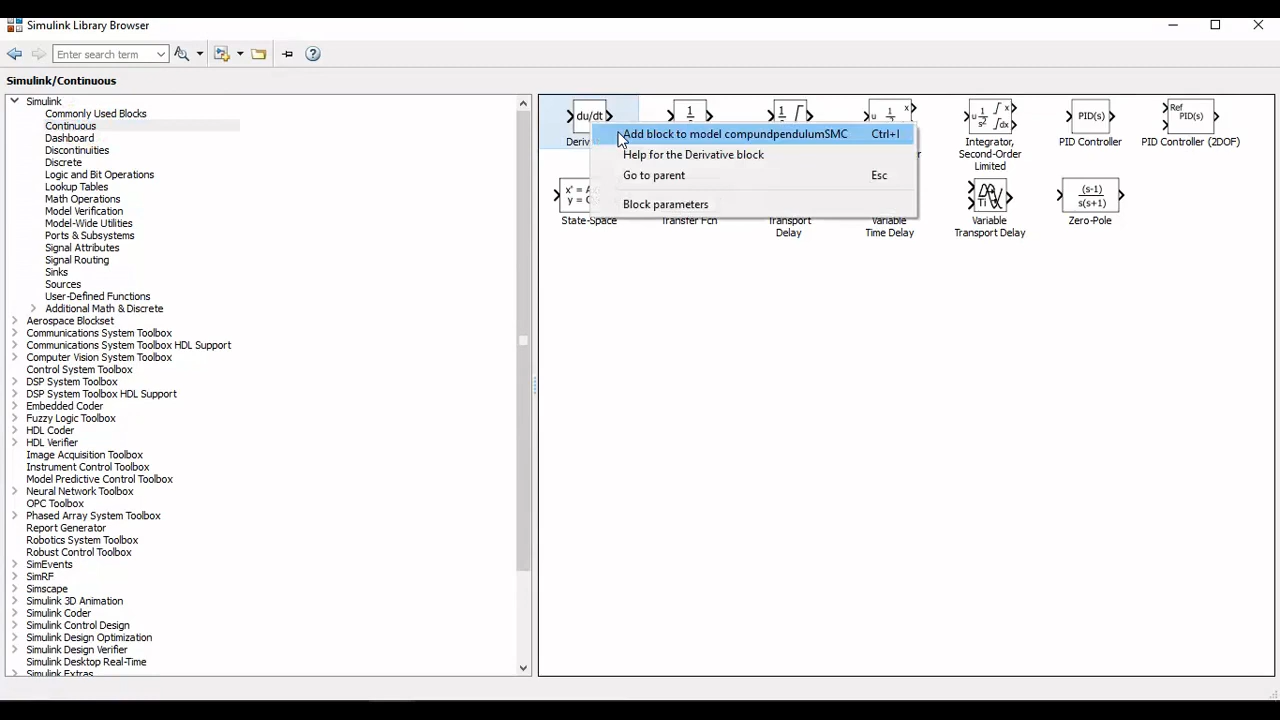 Simulink Library Browser
Enter search term
Simulink/Continuous
Simulink
Commonly Used Blocks
Continuous
Dashboard
Discontinuities
Discrete
Logic and Bit Operations
Lookup Tables
Math Operations
Model Verification
Model-Wide Utilities
Ports & Subsystems
Signal Attributes
Signal Routing
Sinks
Sources
User-Defined Functions
Additional Math & Discrete
Aerospace Blockset
Communications System Toolbox
Communications System Toolbox HDL Support
Computer Vision System Toolbox
Control System Toolbox
DSP System Toolbox
DSP System Toolbox HDL Support
Embedded Coder
Fuzzy Logic Toolbox
HDL Coder
HDL Verifier
Image Acquisition Toolbox
Instrument Control Toolbox
Model Predictive Control Toolbox
Neural Network Toolbox
OPC Toolbox
Phased Array System Toolbox
Report Generator
Robotics System Toolbox
Robust Control Toolbox
SimEvents
SimRF
Simscape
Simulink 3D Animation
Simulink Coder
Simulink Control Design
Simulink Design Optimization
Simulink Design Verifier
Simulink Desktop Real-Time
Simulink Extras
du/dt
Add block to model compundpendulumSMC Ctrl+I
Help for the Derivative block
Go to parent Esc
Block parameters
Integrator,
Second-Order
Limited
PID(s)
PID Controller
Ref
PID(s)
PID Controller (2DOF)
State-Space
Transfer Fcn
Transport
Delay
Variable
Time Delay
Variable
Transport Delay
(s-1)
s(s+1)
Zero-Pole